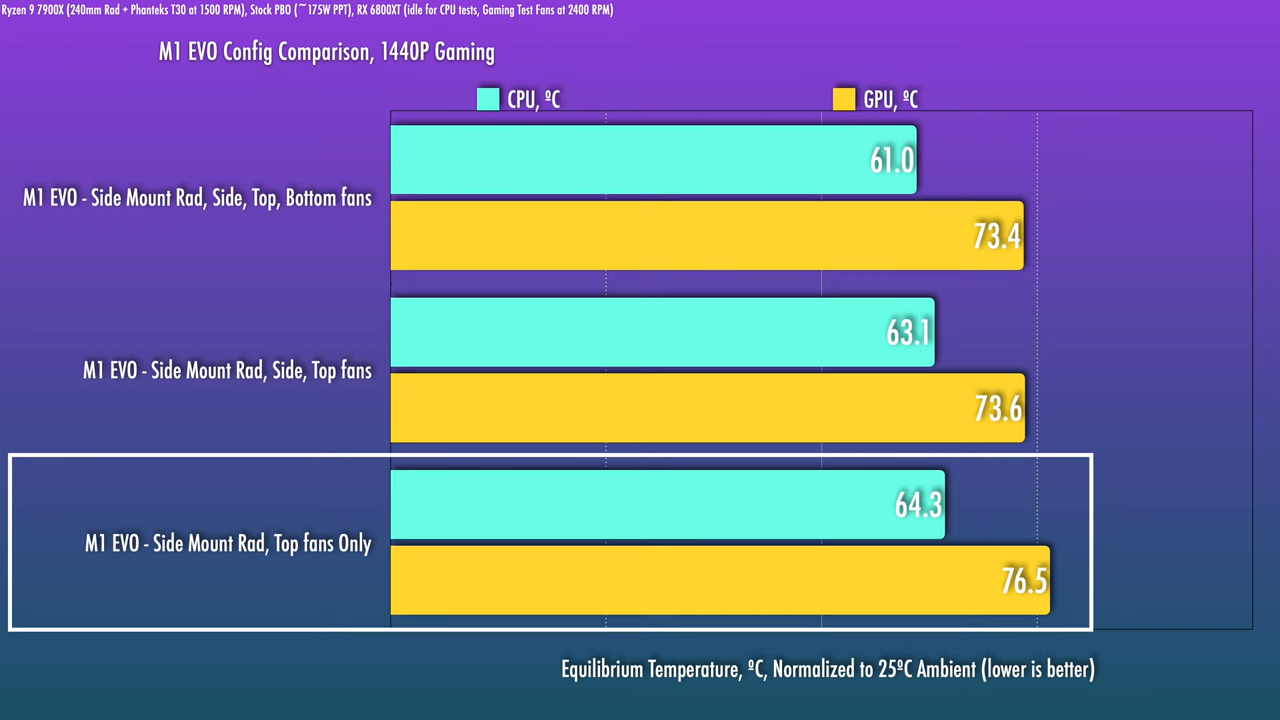 Ryzen 9 7900X (240mm Rad + Phanteks T30 at 1500 RPM), Stock PBO (~175W PPT), RX 6800XT (idle for CPU tests, Gaming Test Fans at 2400 RPM)
M1 EVO Config Comparison, 1440P Gaming
CPU, ºC
GPU, ºC
M1 EVO - Side Mount Rad, Side, Top, Bottom fans
61.0
73.4
M1 EVO - Side Mount Rad, Side, Top fans
63.1
73.6
M1 EVO - Side Mount Rad, Top fans Only
64.3
76.5
Equilibrium Temperature, ºC, Normalized to 25ºC Ambient (lower is better)